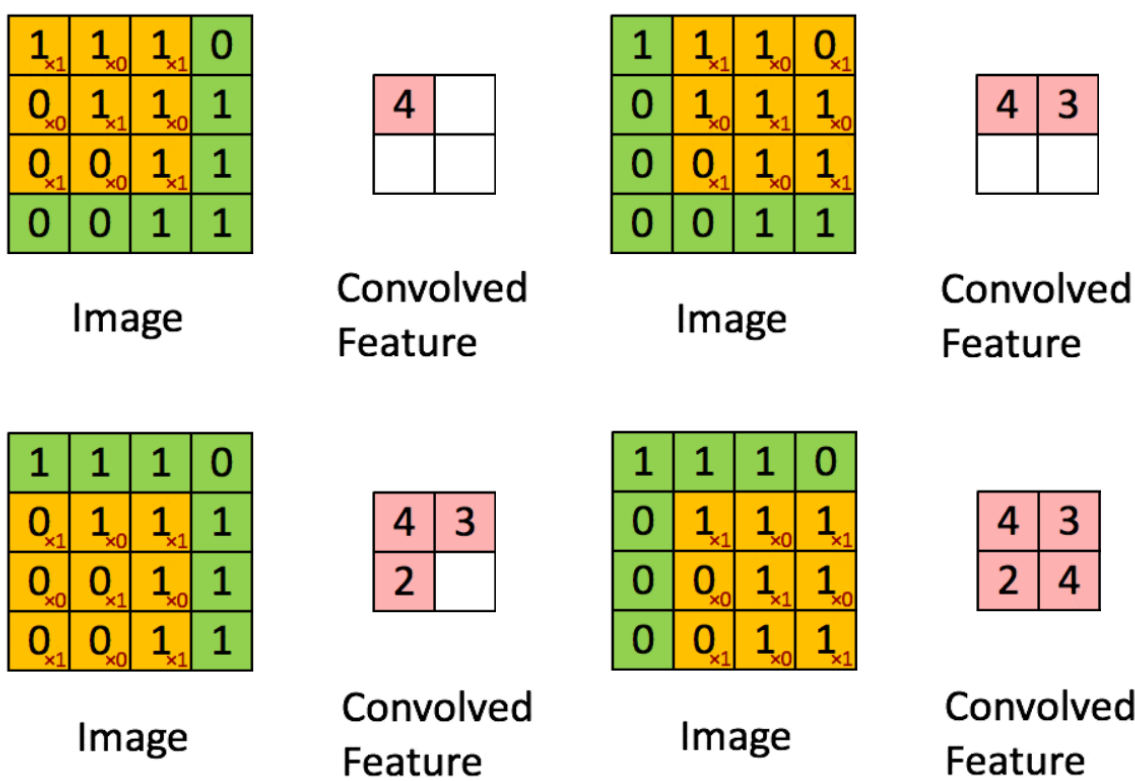 1×1 1×0 1×1 0
0×0 1×1 1×0 1
0×1 0×0 1×1 1
0 0 1 1
4
Image
Convolved
Feature
1 1×1 1×0 0×1
0 1×0 1×1 1×0
0 0×1 1×0 1×1
0 0 1 1
4 3
Image
Convolved
Feature
1 1 1 0
0×1 1×0 1×1 1
0×0 0×1 1×0 1
0×1 0×0 1×1 1
4 3
2
Image
Convolved
Feature
1 1 1 0
0 1×1 1×0 1×1
0 0×0 1×1 1×0
0 0×1 1×0 1×1
4 3
2 4
Image
Convolved
Feature